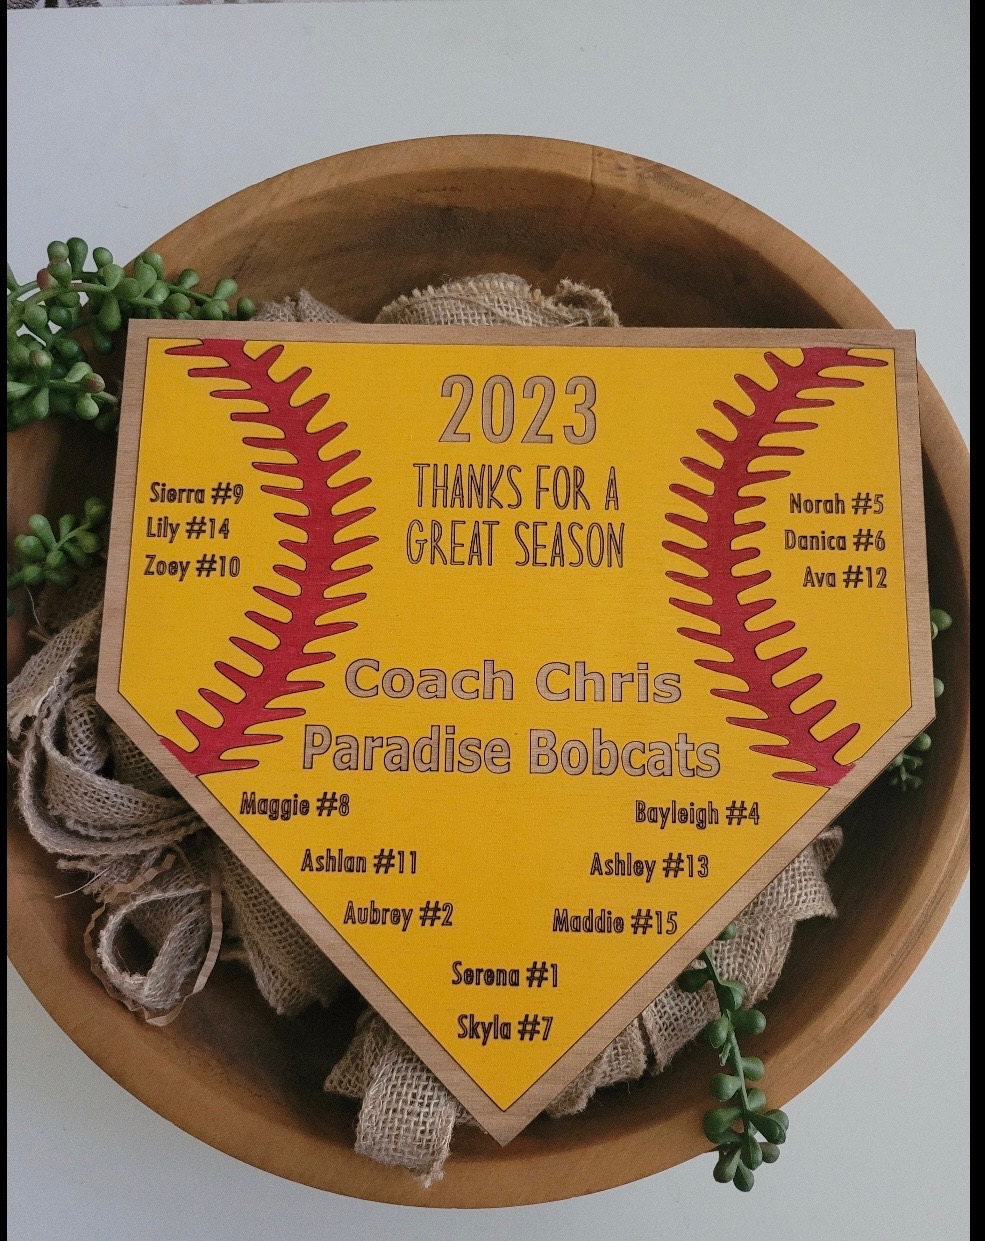 2023
THANKS FOR A
GREAT SEASON
Sierra #9
Lily #14
Zoey #10
Norah #5
Danica #6
Ava #12
Coach Chris
Paradise Bobcats
Maggie #8
Bayleigh #4
Ashlan #11
Ashley #13
Aubrey #2
Maddie #15
Serena #1
Skyla #7